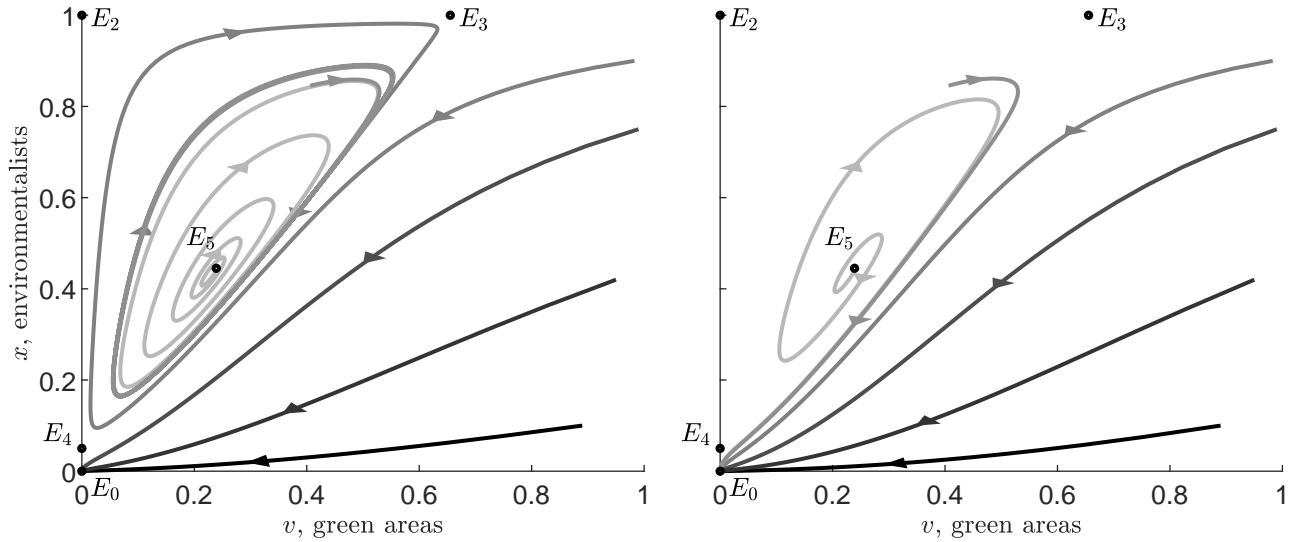 1
E₂
E₃
0.8
0.6
E₅
0.4
0.2
E₄
0
E₀
0
0.2
0.4
0.6
0.8
1
x, environmentalists
v, green areas
E₂
E₃
E₅
E₄
E₀
0
0.2
0.4
0.6
0.8
1
v, green areas